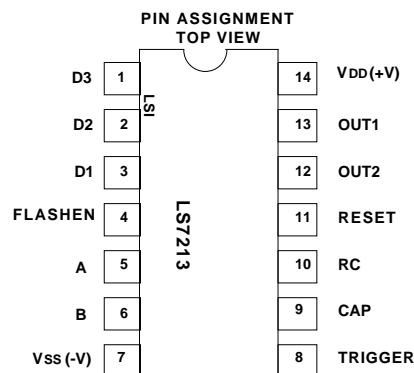 PIN ASSIGNMENT
TOP VIEW
D3 1 14 VDD (+V)
LSI
D2 2 13 OUT1
D1 3 12 OUT2
FLASHEN 4 11 RESET
LS7213
A 5 10 RC
B 6 9 CAP
VSS (-V) 7 8 TRIGGER